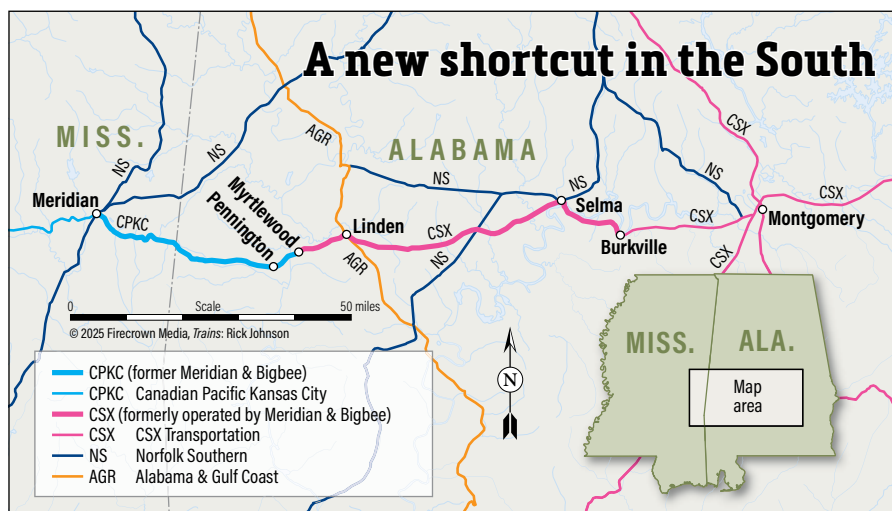 A new shortcut in the South
MISS.
ALABAMA
NS
NS
AGR
NS
NS
NS
CSX
CSX
Meridian
CPKC
Myrtlewood
Pennington
Linden
CSX
Selma
Burkville
CSX
Montgomery
AGR
NS
CSX
0 Scale 50 miles
© 2025 Firecrown Media, Trains: Rick Johnson
N
CPKC (former Meridian & Bigbee)
CPKC Canadian Pacific Kansas City
CSX (formerly operated by Meridian & Bigbee)
CSX CSX Transportation
NS Norfolk Southern
AGR Alabama & Gulf Coast
MISS.
ALA.
Map
area